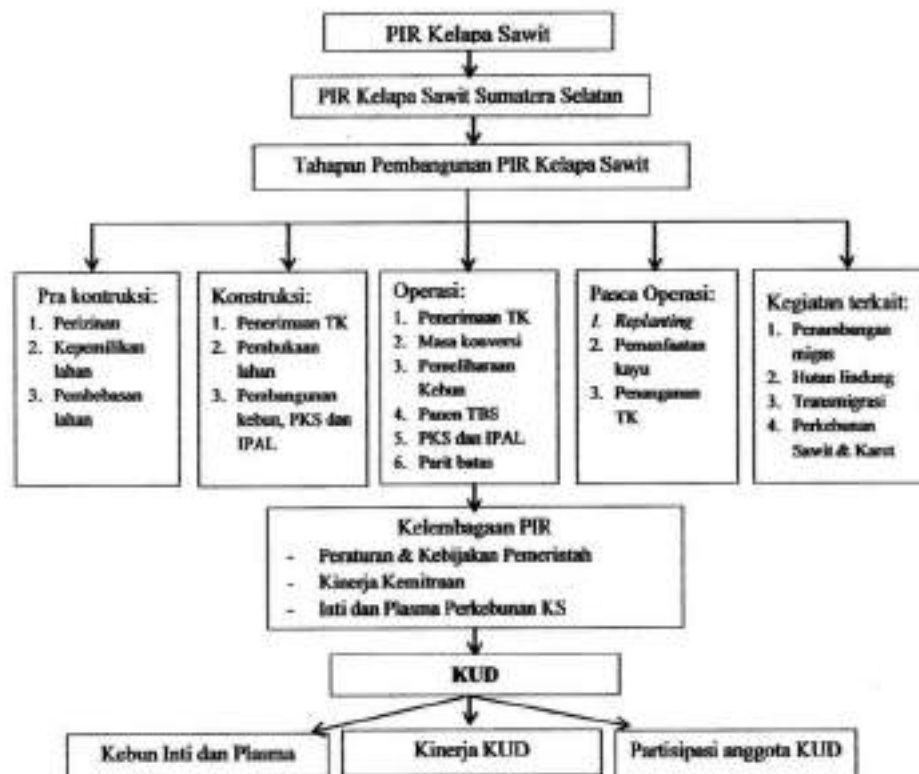 PIR Kelapa Sawit
PIR Kelapa Sawit Sumatera Selatan
Tahapan Pembangunan PIR Kelapa Sawit
Pra kontruksi:
1. Perizinan
2. Kepemilikan
lahan
3. Pembebasan
lahan
Konstruksi:
1. Penerimaan TK
2. Pembukaan
lahan
3. Pembangunan
kebun, PKS dan
IPAL
Operasi:
1. Penerimaan TK
2. Masa konversi
3. Pemeliharaan
Kebun
4. Panen TBS
5. PKS dan IPAL
6. Parit batas
Pasca Operasi:
1. Replanting
2. Pemanfaatan
kayu
3. Penanganan
TK
Kegiatan terkait:
1. Penambangan
migas
2. Hutan lindung
3. Transmigrasi
4. Perkebunan
Sawit & Karet
Kelembagaan PIR
- Peraturan & Kebijakan Pemerintah
- Kinerja Kemitraan
- Inti dan Plasma Perkebunan KS
KUD
Kebun Inti dan Plasma
Kinerja KUD
Partisipasi anggota KUD